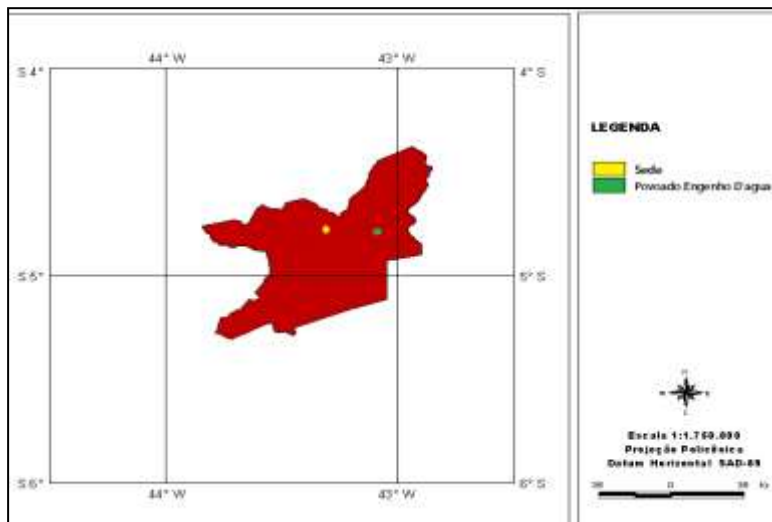 44° W 43° W
S 4° 4° S
LEGENDA
Sede
Povoado Engenho D'agua
S 5° 5° S
Escala 1:1.750.000
Projeção Policônica
Datum Horizontal SAD-69
S 6° 6° S
44° W 43° W